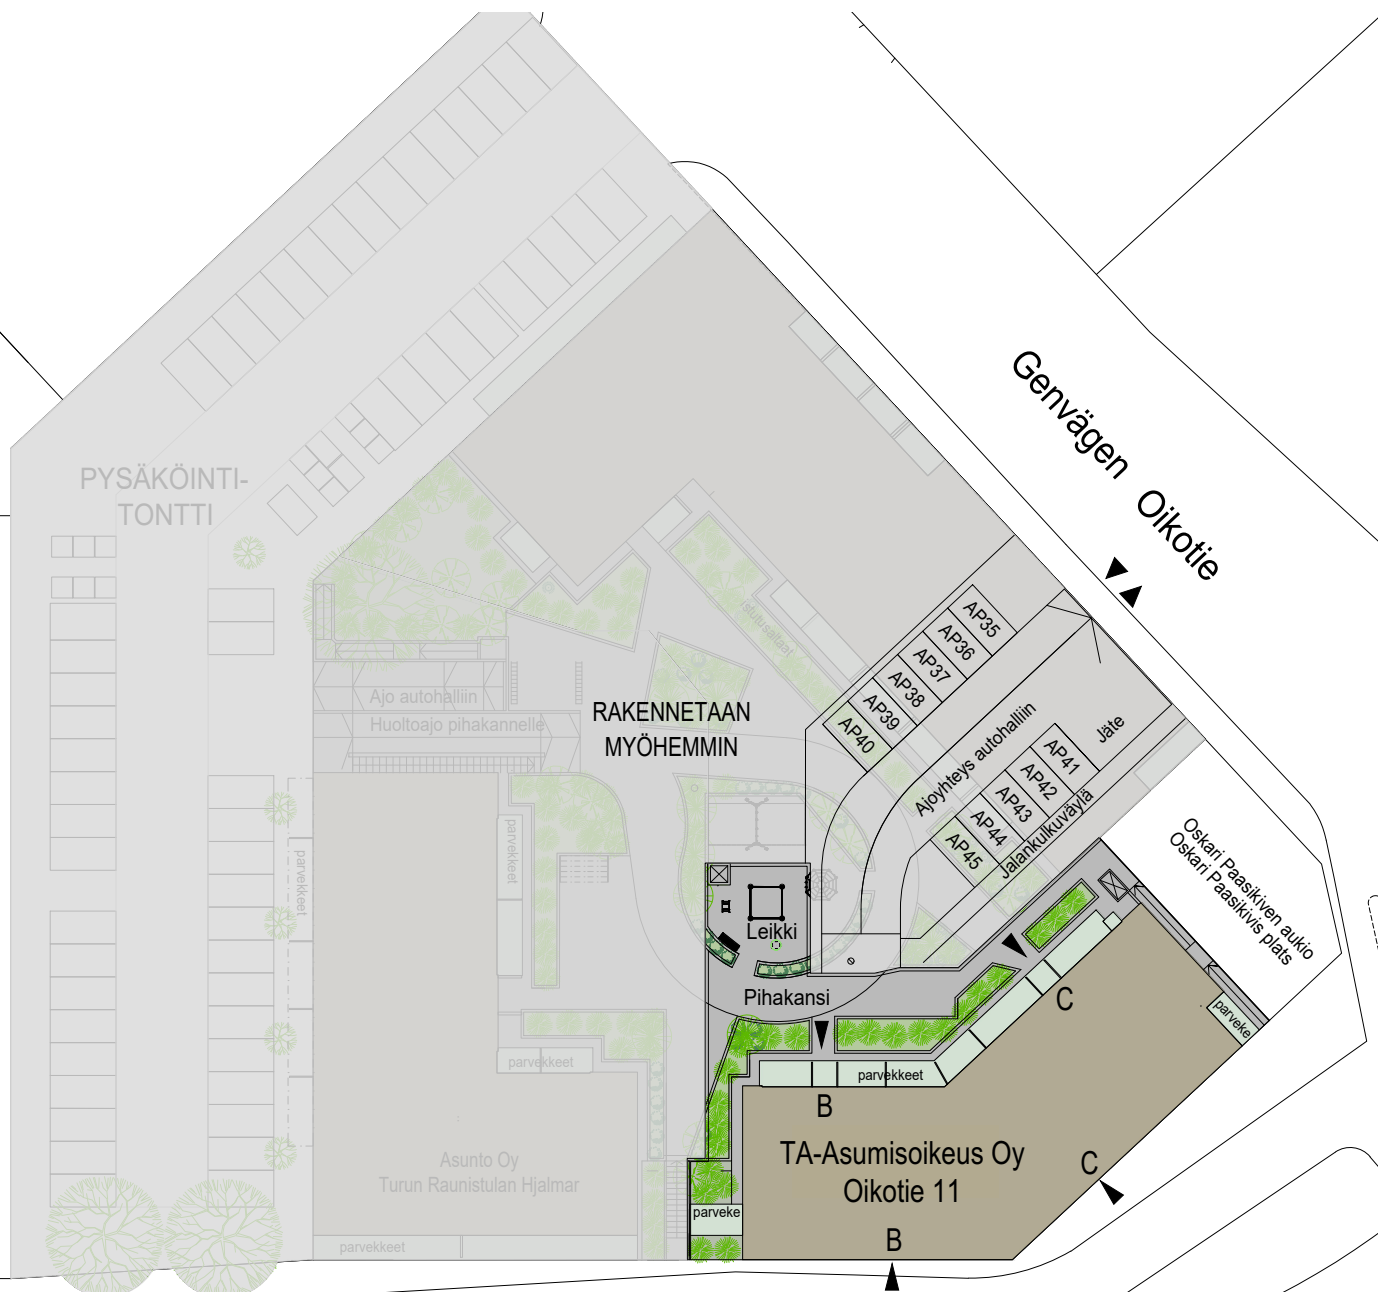 Genvägen Oikotie
PYSÄKÖINTI-
TONTTI
AP35
AP36
AP37
AP38
AP39
AP40
Istutusaltaat
Ajo autohalliin
Huoltoajo pihakannelle
RAKENNETAAN
MYÖHEMMIN
Ajoyhteys autohalliin
Jäte
AP41
AP42
AP43
AP44
AP45
Jalankulkuväylä
Oskari Paasikiven aukio
Oskari Paasikivis plats
parvekkeet
parvekkeet
Leikki
Pihakansi
C
parveke
parvekkeet
parvekkeet
B
Asunto Oy
Turun Raunistulan Hjalmar
TA-Asumisoikeus Oy
Oikotie 11
C
parveke
B
parvekkeet